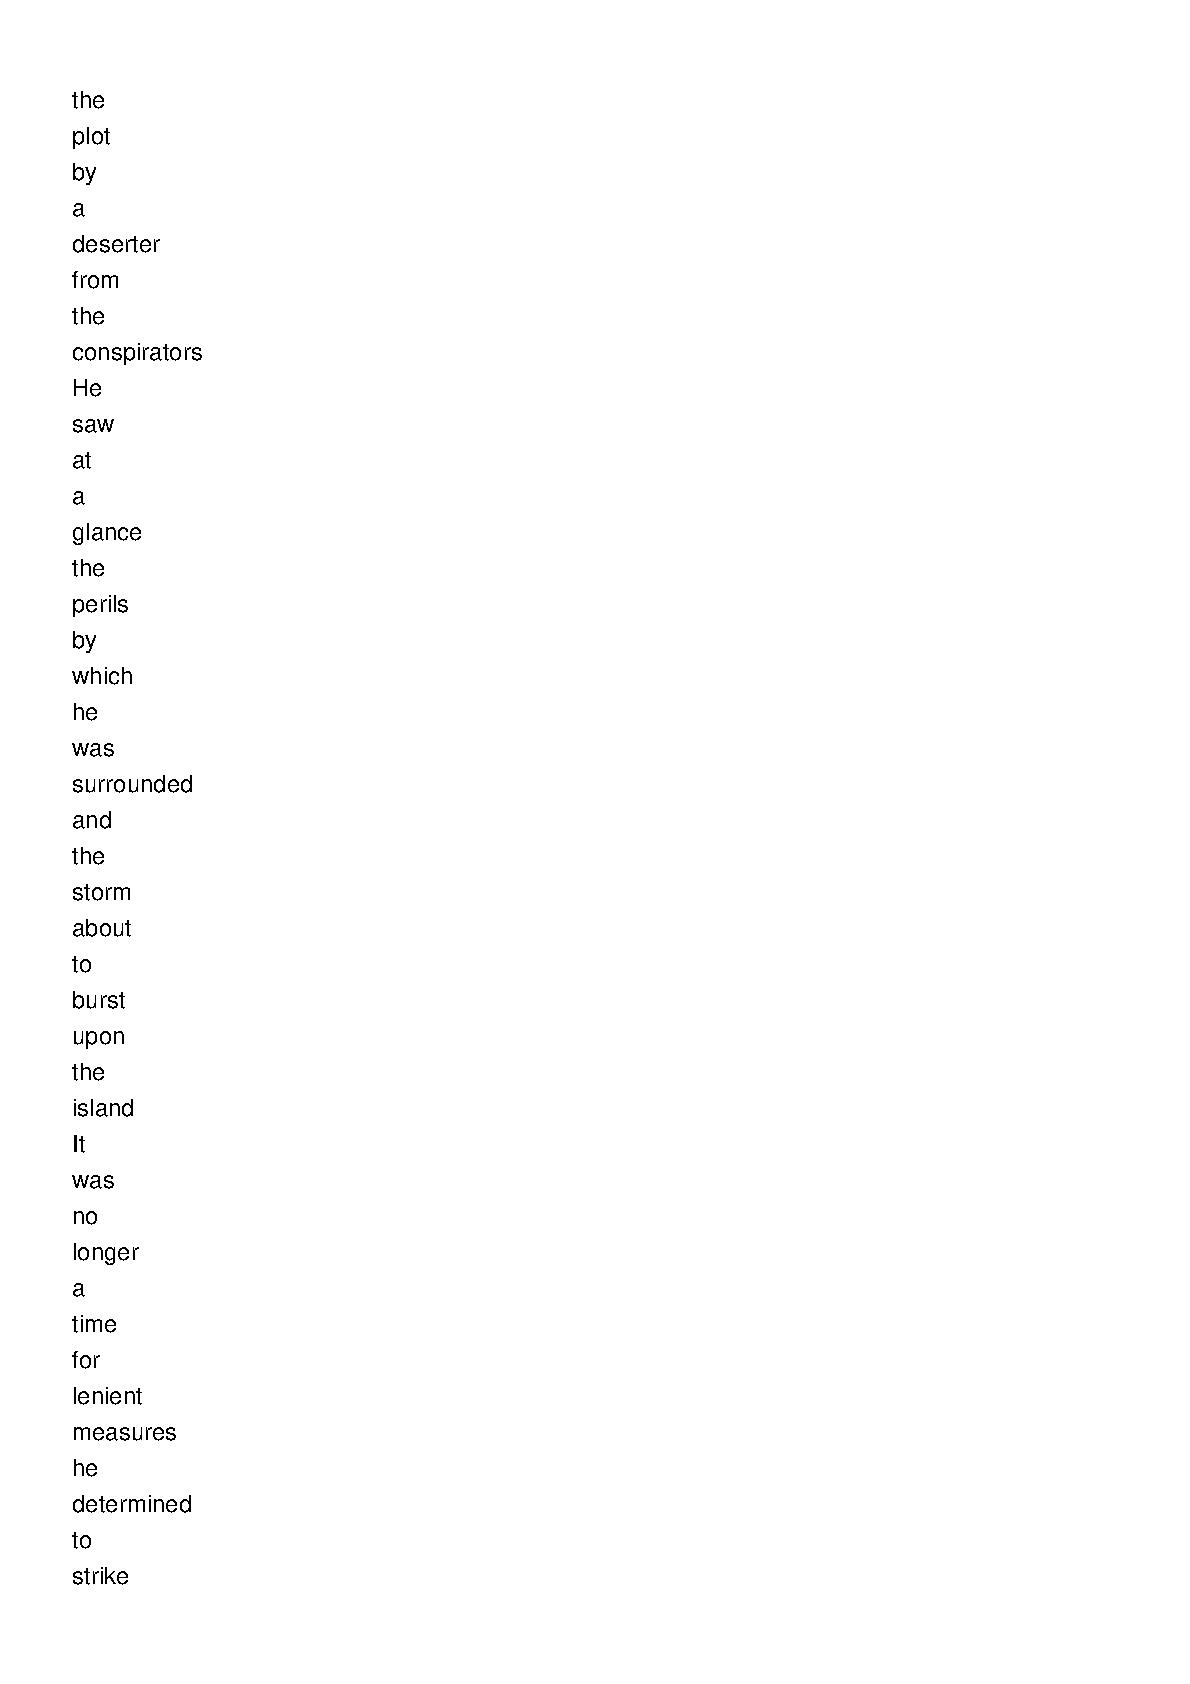 the
plot
by
a
deserter
from
the
conspirators
He
saw
at
a
glance
the
perils
by
which
he
was
surrounded
and
the
storm
about
to
burst
upon
the
island
It
was
no
longer
a
time
for
lenient
measures
he
determined
to
strike